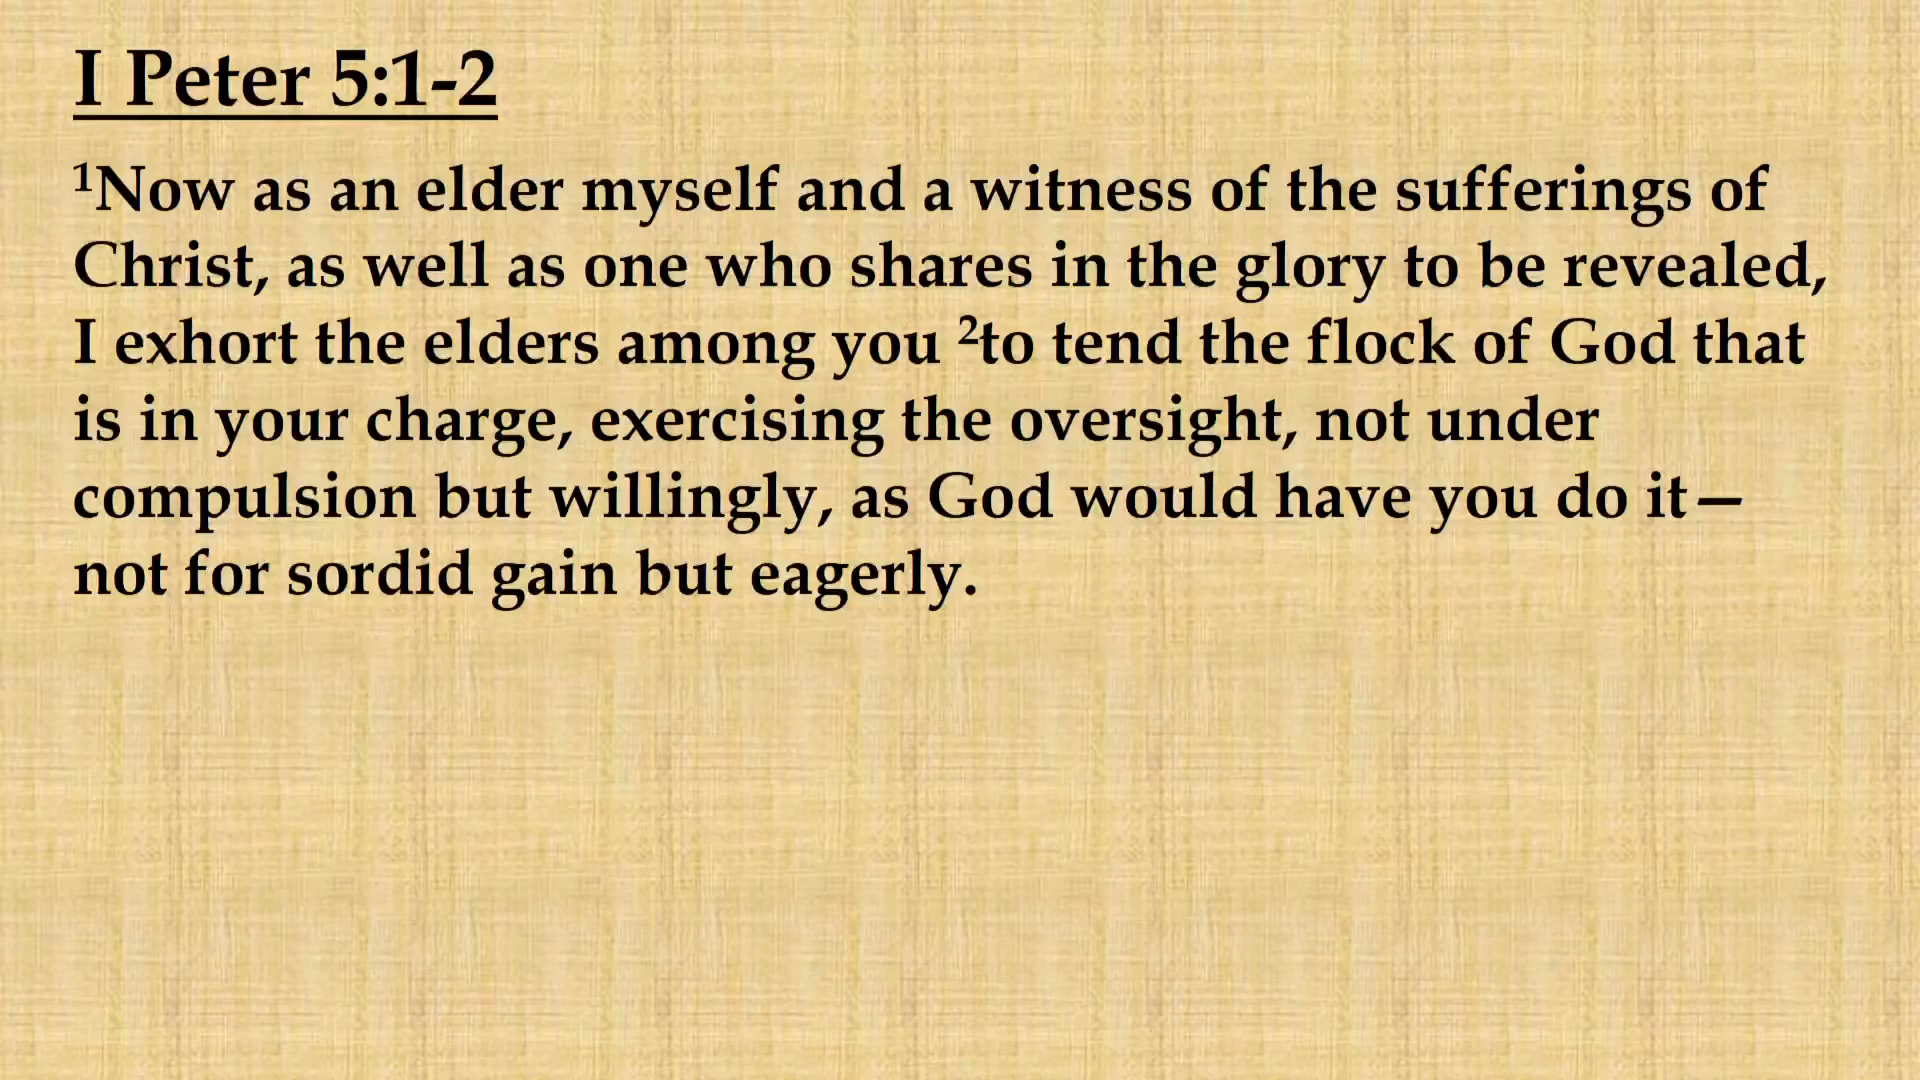 I Peter 5:1-2
¹Now as an elder myself and a witness of the sufferings of
Christ, as well as one who shares in the glory to be revealed,
I exhort the elders among you ²to tend the flock of God that
is in your charge, exercising the oversight, not under
compulsion but willingly, as God would have you do it—
not for sordid gain but eagerly.